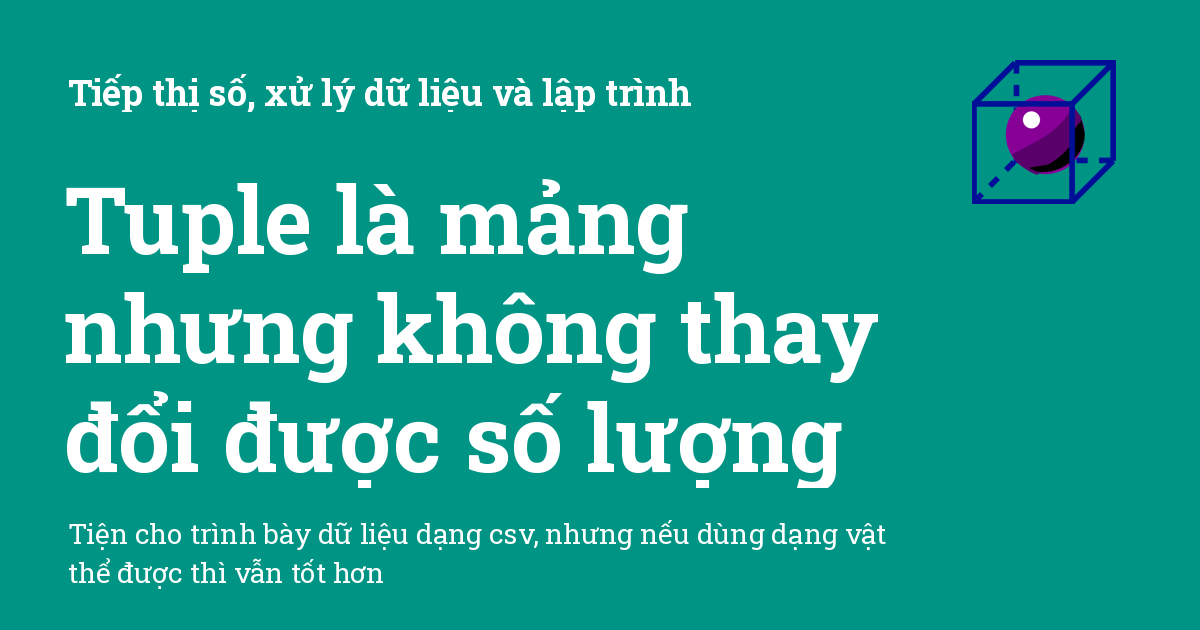 Tiếp thị số, xử lý dữ liệu và lập trình
Tuple là mảng
nhưng không thay
đổi được số lượng
Tiện cho trình bày dữ liệu dạng csv, nhưng nếu dùng dạng vật
thể được thì vẫn tốt hơn